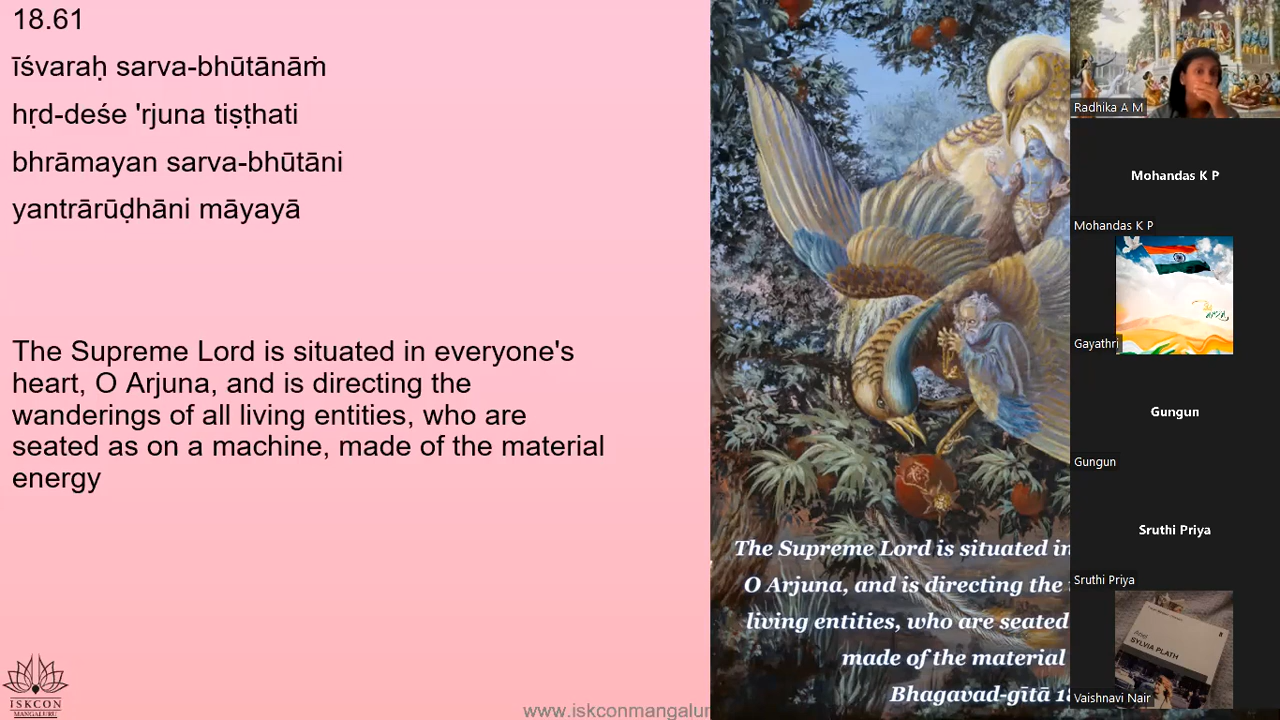 18.61
īśvaraḥ sarva-bhūtānāṁ
hṛd-deśe 'rjuna tiṣṭhati
bhrāmayan sarva-bhūtāni
yantrārūḍhāni māyayā
The Supreme Lord is situated in everyone's
heart, O Arjuna, and is directing the
wanderings of all living entities, who are
seated as on a machine, made of the material
energy
ISKCON
MANGALURU
www.iskconmangalur
The Supreme Lord is situated in
O Arjuna, and is directing the
living entities, who are seated
made of the material
Bhagavad-gītā 18
Radhika A M
Mohandas K P
Mohandas K P
Gayathri
Gungun
Gungun
Sruthi Priya
Sruthi Priya
Ariel
SYLVIA PLATH
Vaishnavi Nair